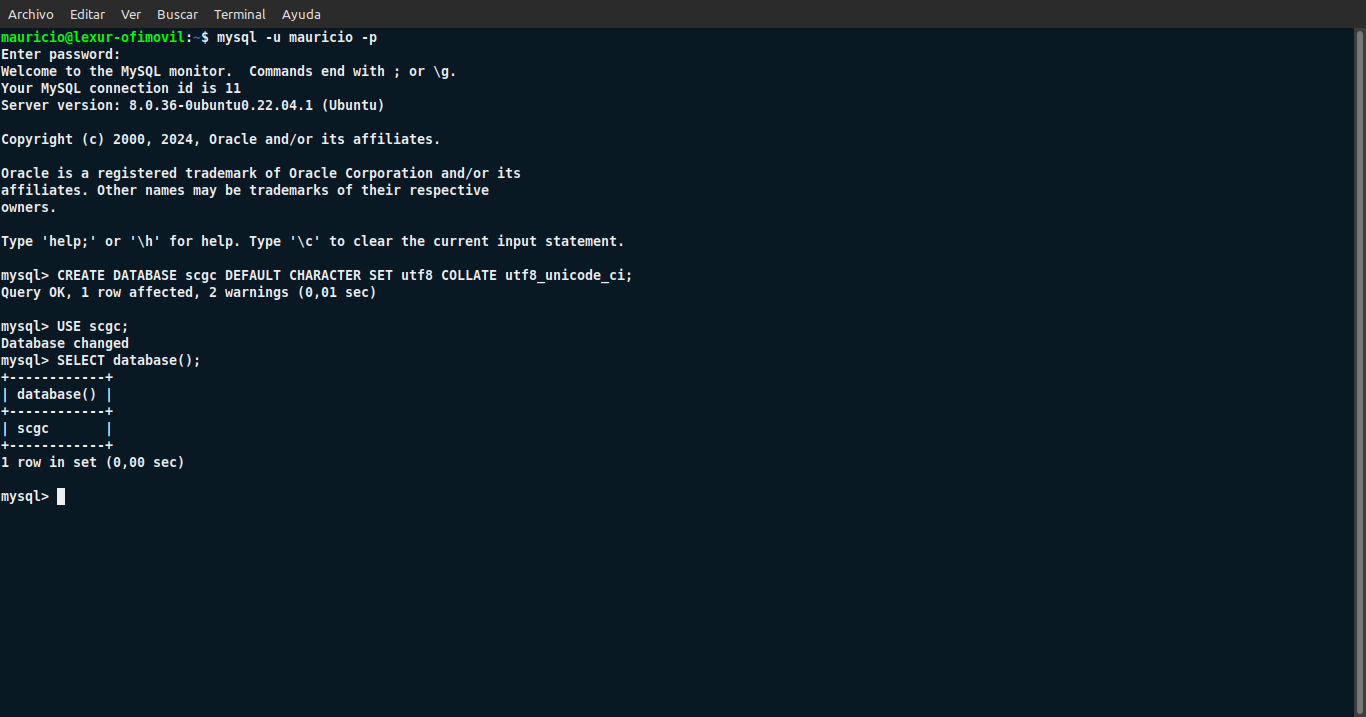 Archivo Editar Ver Buscar Terminal Ayuda
mauricio@lexur-ofimovil:~$ mysql -u mauricio -p
Enter password:
Welcome to the MySQL monitor.  Commands end with ; or \g.
Your MySQL connection id is 11
Server version: 8.0.36-0ubuntu0.22.04.1 (Ubuntu)
Copyright (c) 2000, 2024, Oracle and/or its affiliates.
Oracle is a registered trademark of Oracle Corporation and/or its
affiliates. Other names may be trademarks of their respective
owners.
Type 'help;' or '\h' for help. Type '\c' to clear the current input statement.
mysql> CREATE DATABASE scgc DEFAULT CHARACTER SET utf8 COLLATE utf8_unicode_ci;
Query OK, 1 row affected, 2 warnings (0,01 sec)
mysql> USE scgc;
Database changed
mysql> SELECT database();
+------------+
| database() |
+------------+
| scgc       |
+------------+
1 row in set (0,00 sec)
mysql>